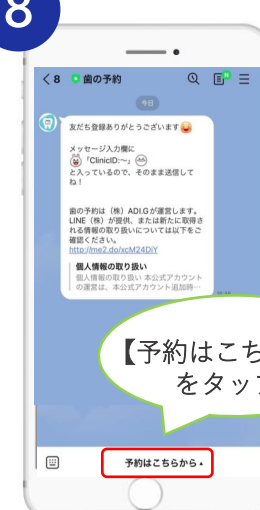 8
8 歯の予約
今日
友だち登録ありがとうございます
メッセージ入力欄に
「ClinicID:~」
と入っているので、そのまま送信して
ね！
歯の予約は（株）ADI.Gが運営します。
LINE（株）が提供、または新たに取得さ
れる情報の取り扱いについては以下をご
確認ください。
http://me2.do/xcM24DiY
個人情報の取り扱い
個人情報の取り扱い 本公式アカウント
の運営は、本公式アカウント追加時…
【予約はこち
をタッ
予約はこちらから